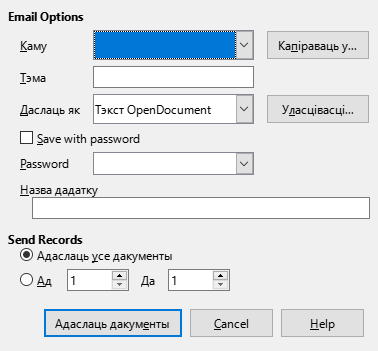 Email Options
Каму
Капіраваць у...
Тэма
Даслаць як
Тэкст OpenDocument
Уласцівасці...
Save with password
Password
Назва дадатку
Send Records
Адаслаць усе дакументы
Ад
1
Да
1
Адаслаць дакументы
Cancel
Help